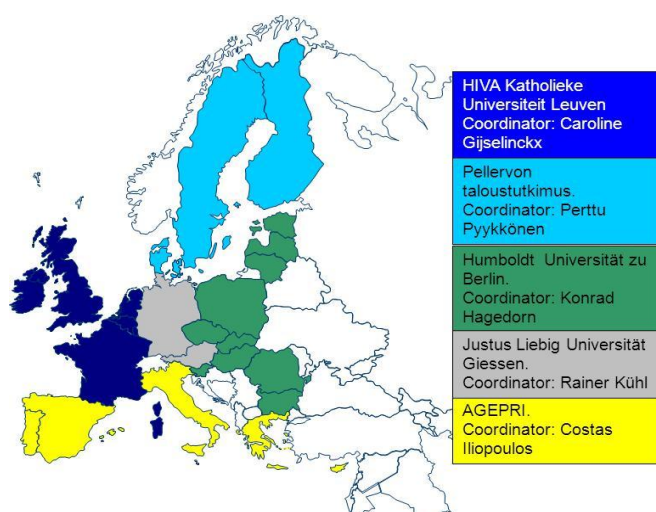 HIVA Katholieke
Universiteit Leuven
Coordinator: Caroline
Gijselinckx
Pellervon
taloustutkimus.
Coordinator: Perttu
Pyykkönen
Humboldt Universität zu
Berlin.
Coordinator: Konrad
Hagedorn
Justus Liebig Universität
Giessen.
Coordinator: Rainer Kühl
AGEPRI.
Coordinator: Costas
Iliopoulos